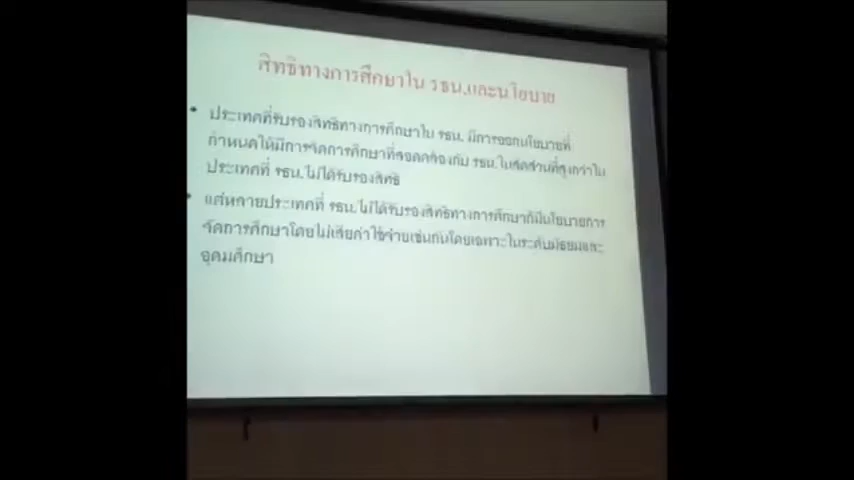 สิทธิทางการศึกษาใน รธน.และนโยบาย
• ประเทศที่รับรองสิทธิทางการศึกษาใน รธน. มีการออกนโยบายที่
กำหนดให้มีการจัดการศึกษาที่สอดคล้องกับ รธน.ในสัดส่วนที่สูงกว่าใน
ประเทศที่ รธน.ไม่ได้รับรองสิทธิ
• แต่หลายประเทศที่ รธน.ไม่ได้รับรองสิทธิทางการศึกษาก็มีนโยบายการ
จัดการศึกษาโดยไม่เสียค่าใช้จ่ายเช่นกันโดยเฉพาะในระดับมัธยมและ
อุดมศึกษา